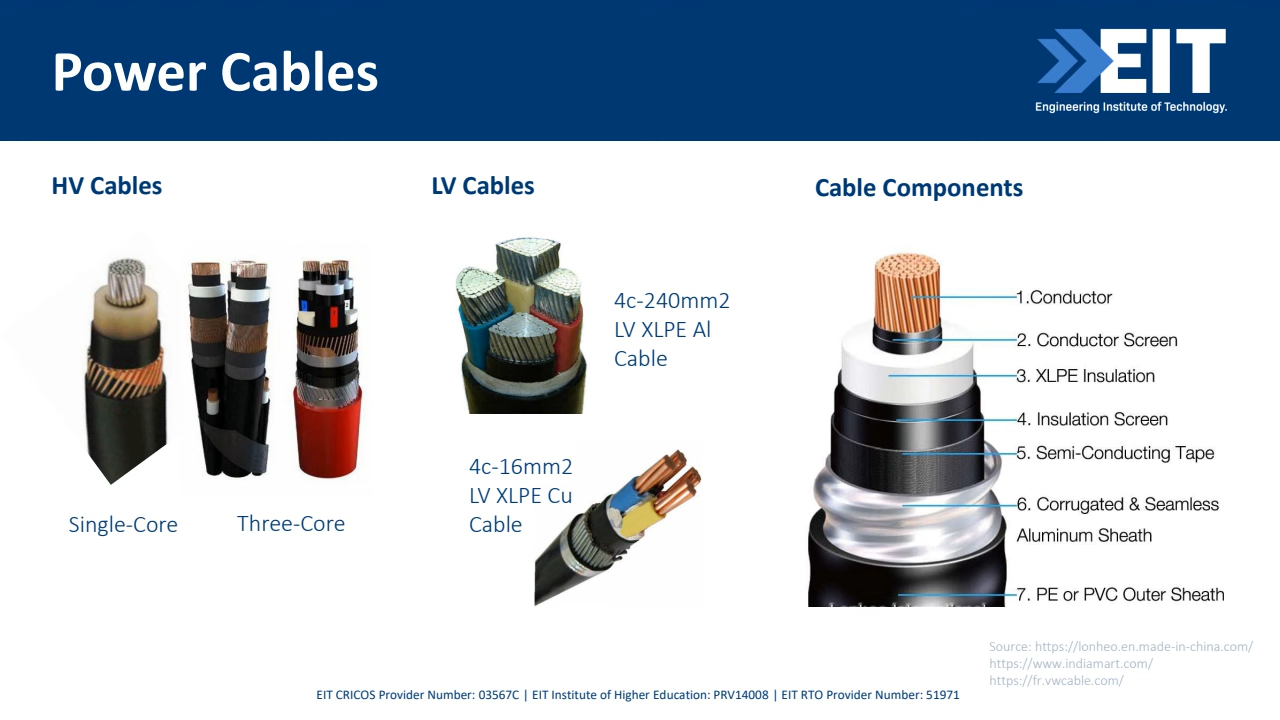 Power Cables
EIT
Engineering Institute of Technology.
HV Cables
Single-Core
Three-Core
LV Cables
4c-240mm2
LV XLPE Al
Cable
4c-16mm2
LV XLPE Cu
Cable
Cable Components
1.Conductor
2. Conductor Screen
3. XLPE Insulation
4. Insulation Screen
5. Semi-Conducting Tape
6. Corrugated & Seamless
Aluminum Sheath
7. PE or PVC Outer Sheath
Source: https://lonheo.en.made-in-china.com/
https://www.indiamart.com/
https://fr.vwcable.com/
EIT CRICOS Provider Number: 03567C | EIT Institute of Higher Education: PRV14008 | EIT RTO Provider Number: 51971